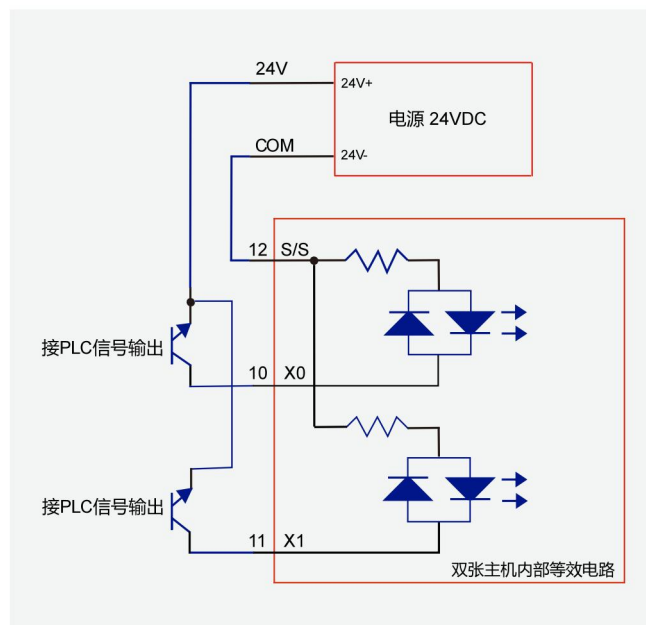 24V
24V+
电源 24VDC
COM
24V-
12 S/S
接PLC信号输出
10 X0
接PLC信号输出
11 X1
双张主机内部等效电路